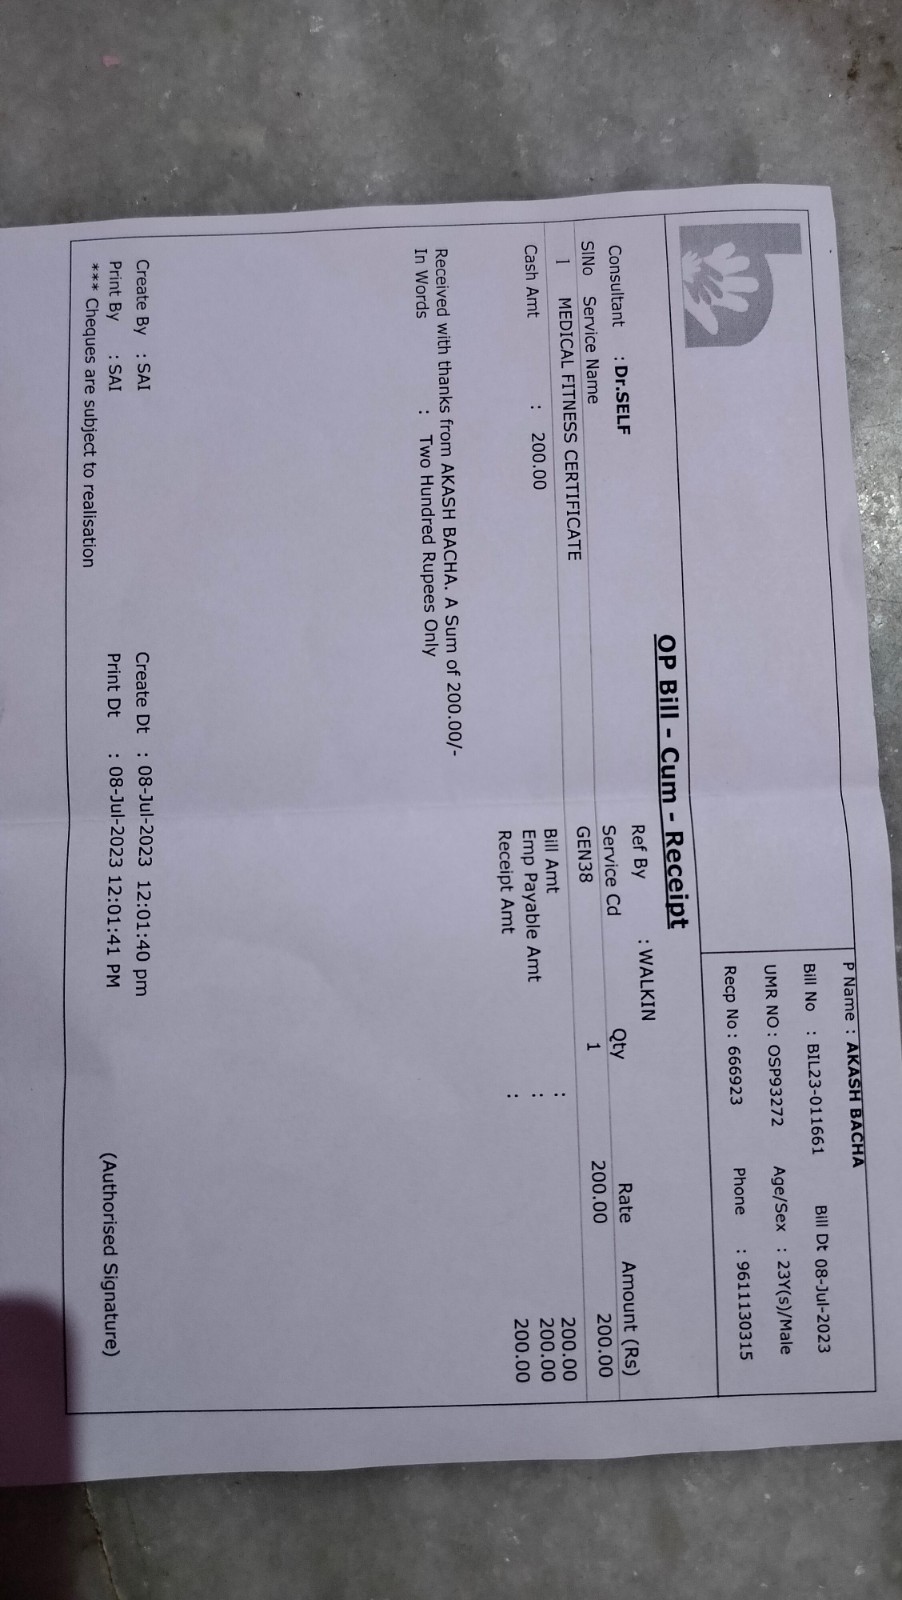 P Name : AKASH BACHA
Bill No : BIL23-011661 Bill Dt 08-Jul-2023
UMR NO : OSP93272 Age/Sex : 23Y(s)/Male
Recp No : 666923 Phone : 9611130315
OP Bill - Cum - Receipt
Consultant : Dr.SELF Ref By : WALKIN
SlNo Service Name Service Cd Qty Rate Amount (Rs)
1 MEDICAL FITNESS CERTIFICATE GEN38 1 200.00 200.00
Bill Amt : 200.00
Cash Amt : 200.00 Emp Payable Amt : 200.00
Receipt Amt : 200.00
Received with thanks from AKASH BACHA. A Sum of 200.00/-
In Words : Two Hundred Rupees Only
Create By : SAI Create Dt : 08-Jul-2023 12:01:40 pm
Print By : SAI Print Dt : 08-Jul-2023 12:01:41 PM (Authorised Signature)
*** Cheques are subject to realisation